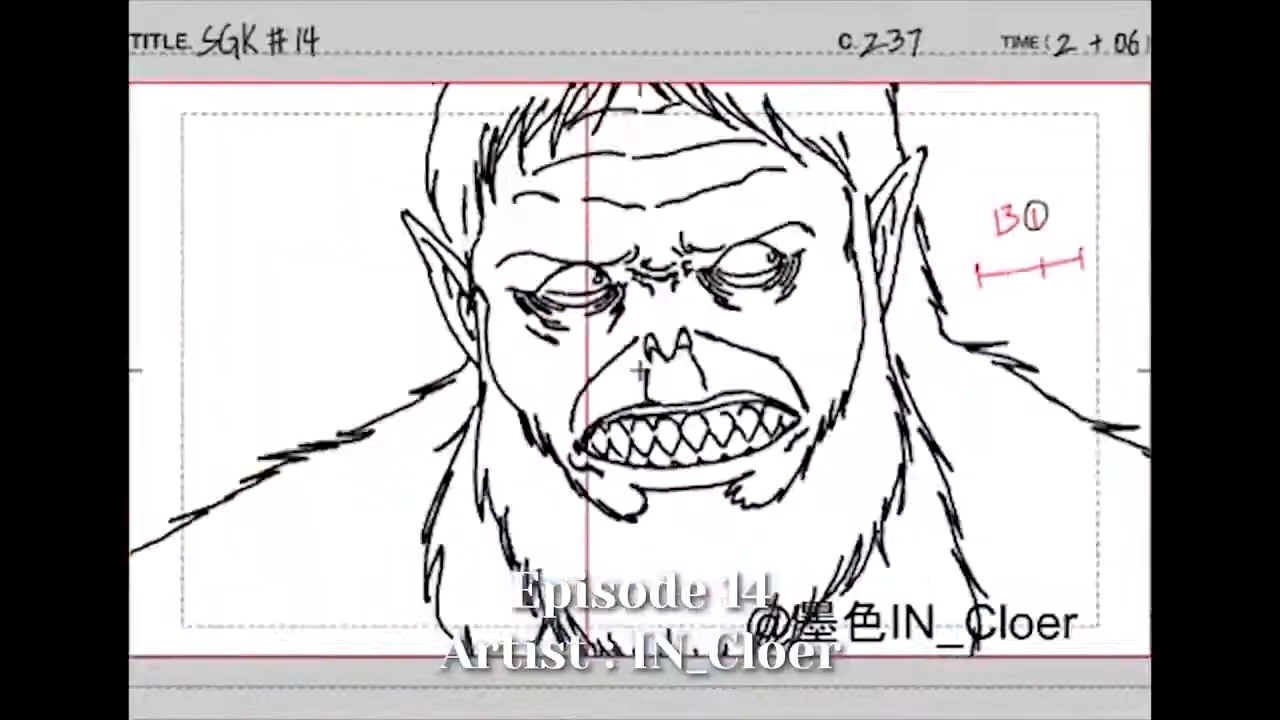 TITLE. SGK #14
C. 237
TIME (2 + 06)
B①
Episode 14
@墨色IN_Cloer
Artist : IN_Cloer